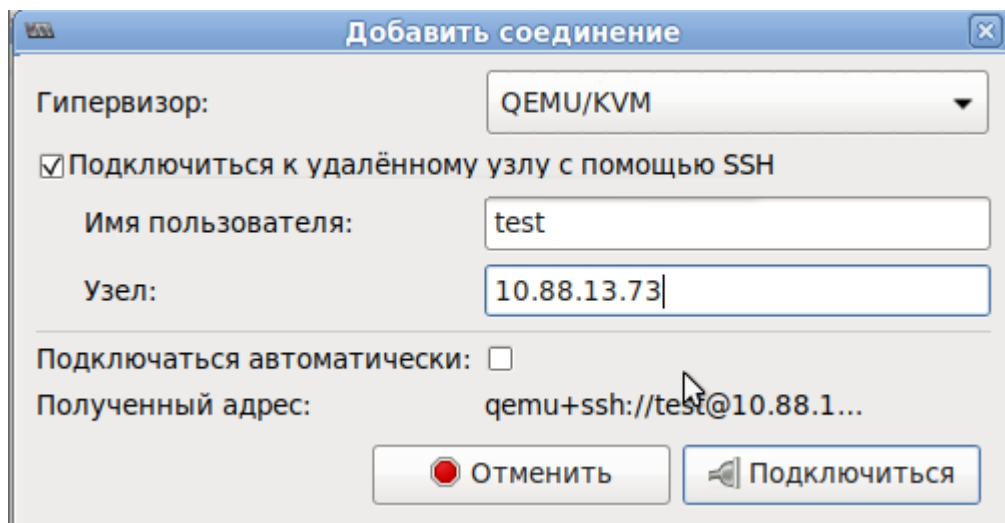 Добавить соединение
Гипервизор: QEMU/KVM
Подключиться к удалённому узлу с помощью SSH
Имя пользователя: test
Узел: 10.88.13.73
Подключаться автоматически:
Полученный адрес: qemu+ssh://test@10.88.1...
Отменить Подключиться